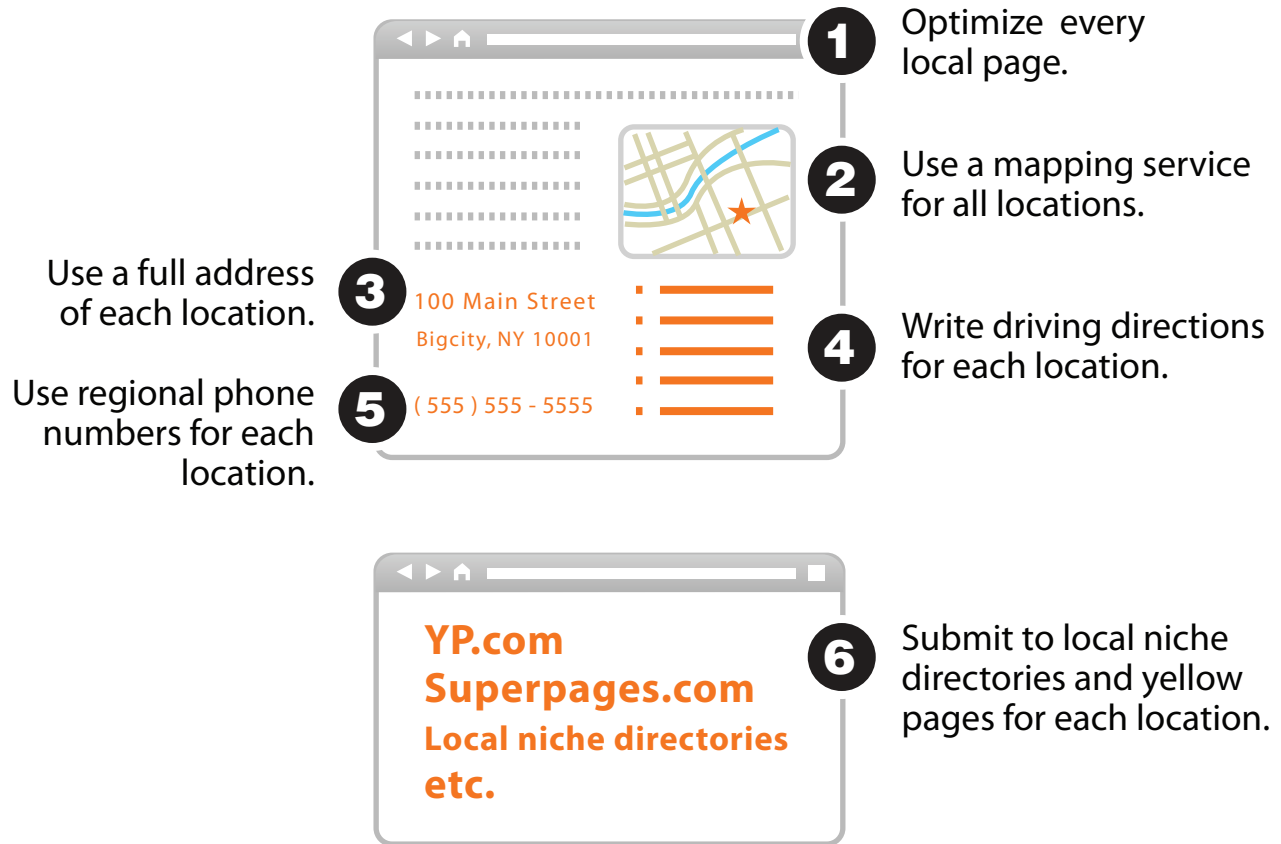 1
Optimize every
local page.
2
Use a mapping service
for all locations.
Use a full address
of each location.
3
100 Main Street
Bigcity, NY 10001
4
Write driving directions
for each location.
Use regional phone
numbers for each
location.
5
( 555 ) 555 - 5555
YP.com
Superpages.com
Local niche directories
etc.
6
Submit to local niche
directories and yellow
pages for each location.